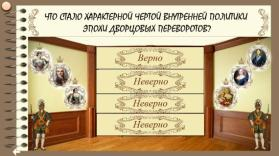 ЧТО СТАЛО ХАРАКТЕРНОЙ ЧЕРТОЙ ВНУТРЕННЕЙ ПОЛИТИКИ
ЭПОХИ ДВОРЦОВЫХ ПЕРЕВОРОТОВ?
Верно
Неверно
Неверно
Неверно